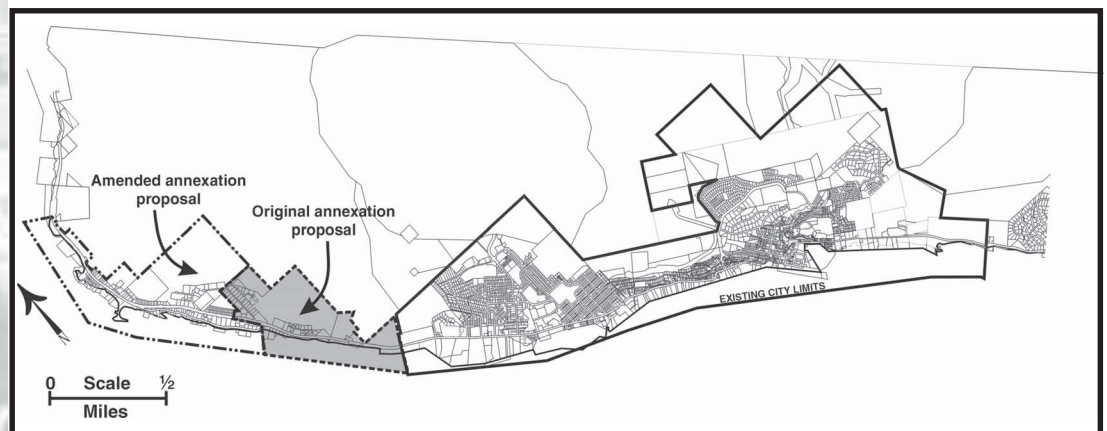 Amended annexation
proposal
Original annexation
proposal
EXISTING CITY LIMITS
0 Scale ½
Miles